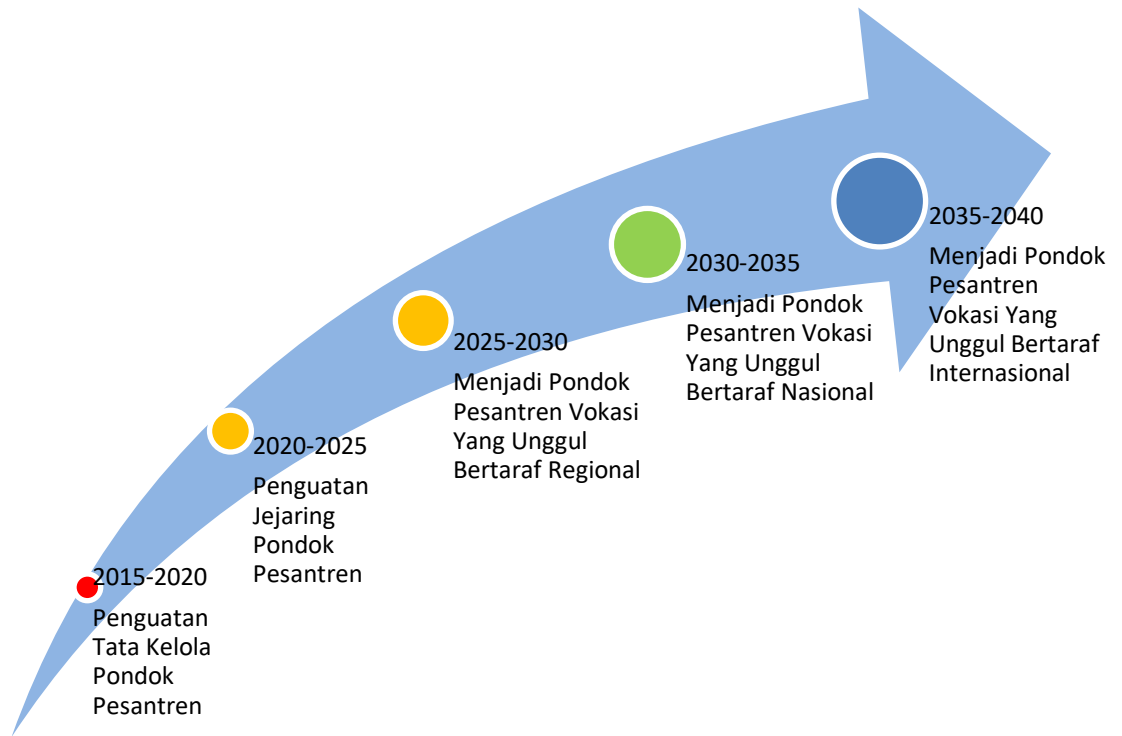 2015-2020
Penguatan
Tata Kelola
Pondok
Pesantren
2020-2025
Penguatan
Jejaring
Pondok
Pesantren
2025-2030
Menjadi Pondok
Pesantren Vokasi
Yang Unggul
Bertaraf Regional
2030-2035
Menjadi Pondok
Pesantren Vokasi
Yang Unggul
Bertaraf Nasional
2035-2040
Menjadi Pondok
Pesantren
Vokasi Yang
Unggul Bertaraf
Internasional